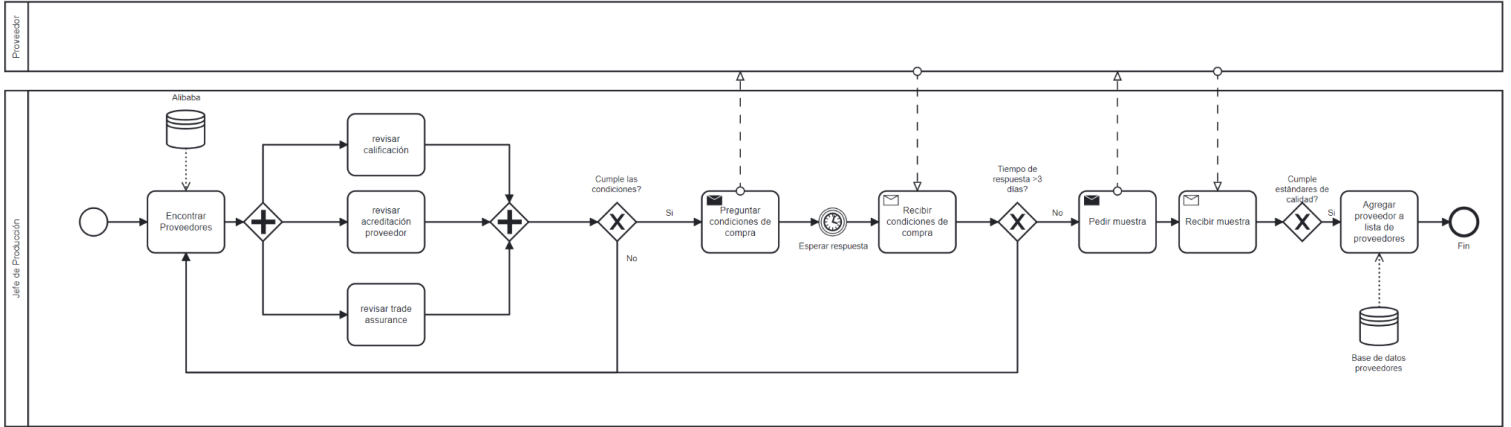 Proveedor
Jefe de Producción
Alibaba
Encontrar
Proveedores
revisar
calificación
revisar
acreditación
proveedor
revisar trade
assurance
Cumple las
condiciones?
Si
No
Preguntar
condiciones de
compra
Esperar respuesta
Recibir
condiciones de
compra
Tiempo de
respuesta >3
días?
No
Pedir muestra
Recibir muestra
Cumple
estándares de
calidad?
Si
Agregar
proveedor a
lista de
proveedores
Fin
Base de datos
proveedores